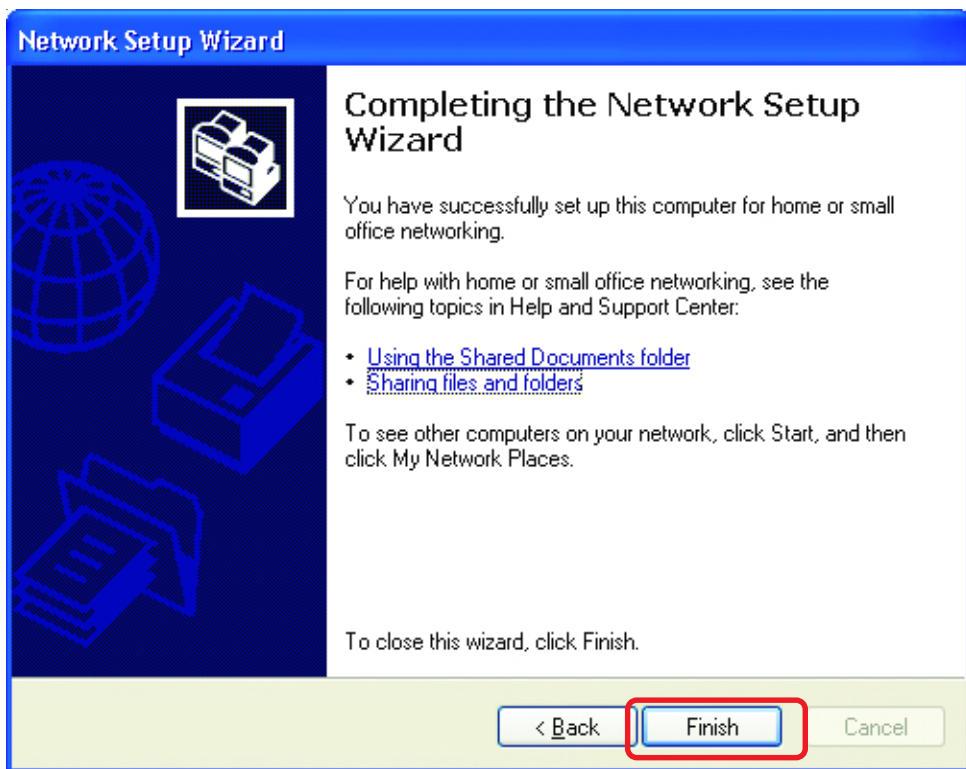 Network Setup Wizard
Completing the Network Setup
Wizard
You have successfully set up this computer for home or small
office networking.
For help with home or small office networking, see the
following topics in Help and Support Center:
• Using the Shared Documents folder
• Sharing files and folders
To see other computers on your network, click Start, and then
click My Network Places.
To close this wizard, click Finish.
< Back Finish Cancel